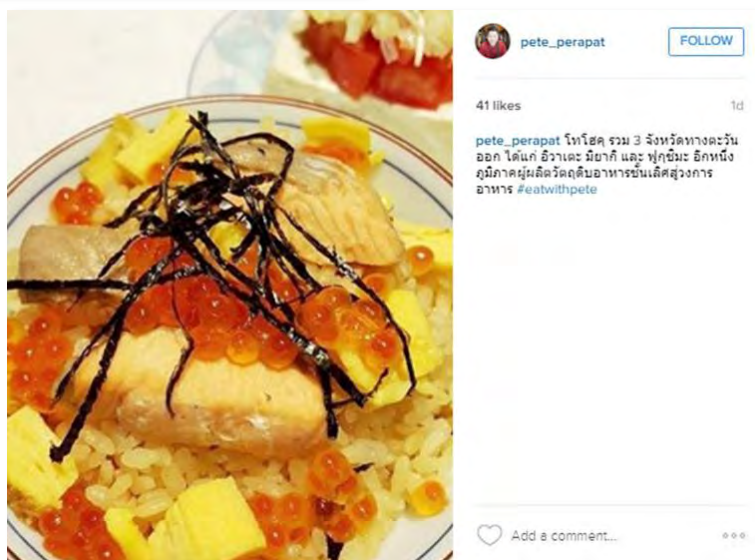 pete_perapat
FOLLOW
41 likes
1d
pete_perapat โทโฮคุ รวม 3 จังหวัดทางตะวัน
ออก ได้แก่ อิวาเตะ มิยากิ และ ฟูกุชิมะ อีกหนึ่ง
ภูมิภาคผู้ผลิตวัตถุดิบอาหารชั้นเลิศสู่วงการ
อาหาร #eatwithpete
Add a comment...